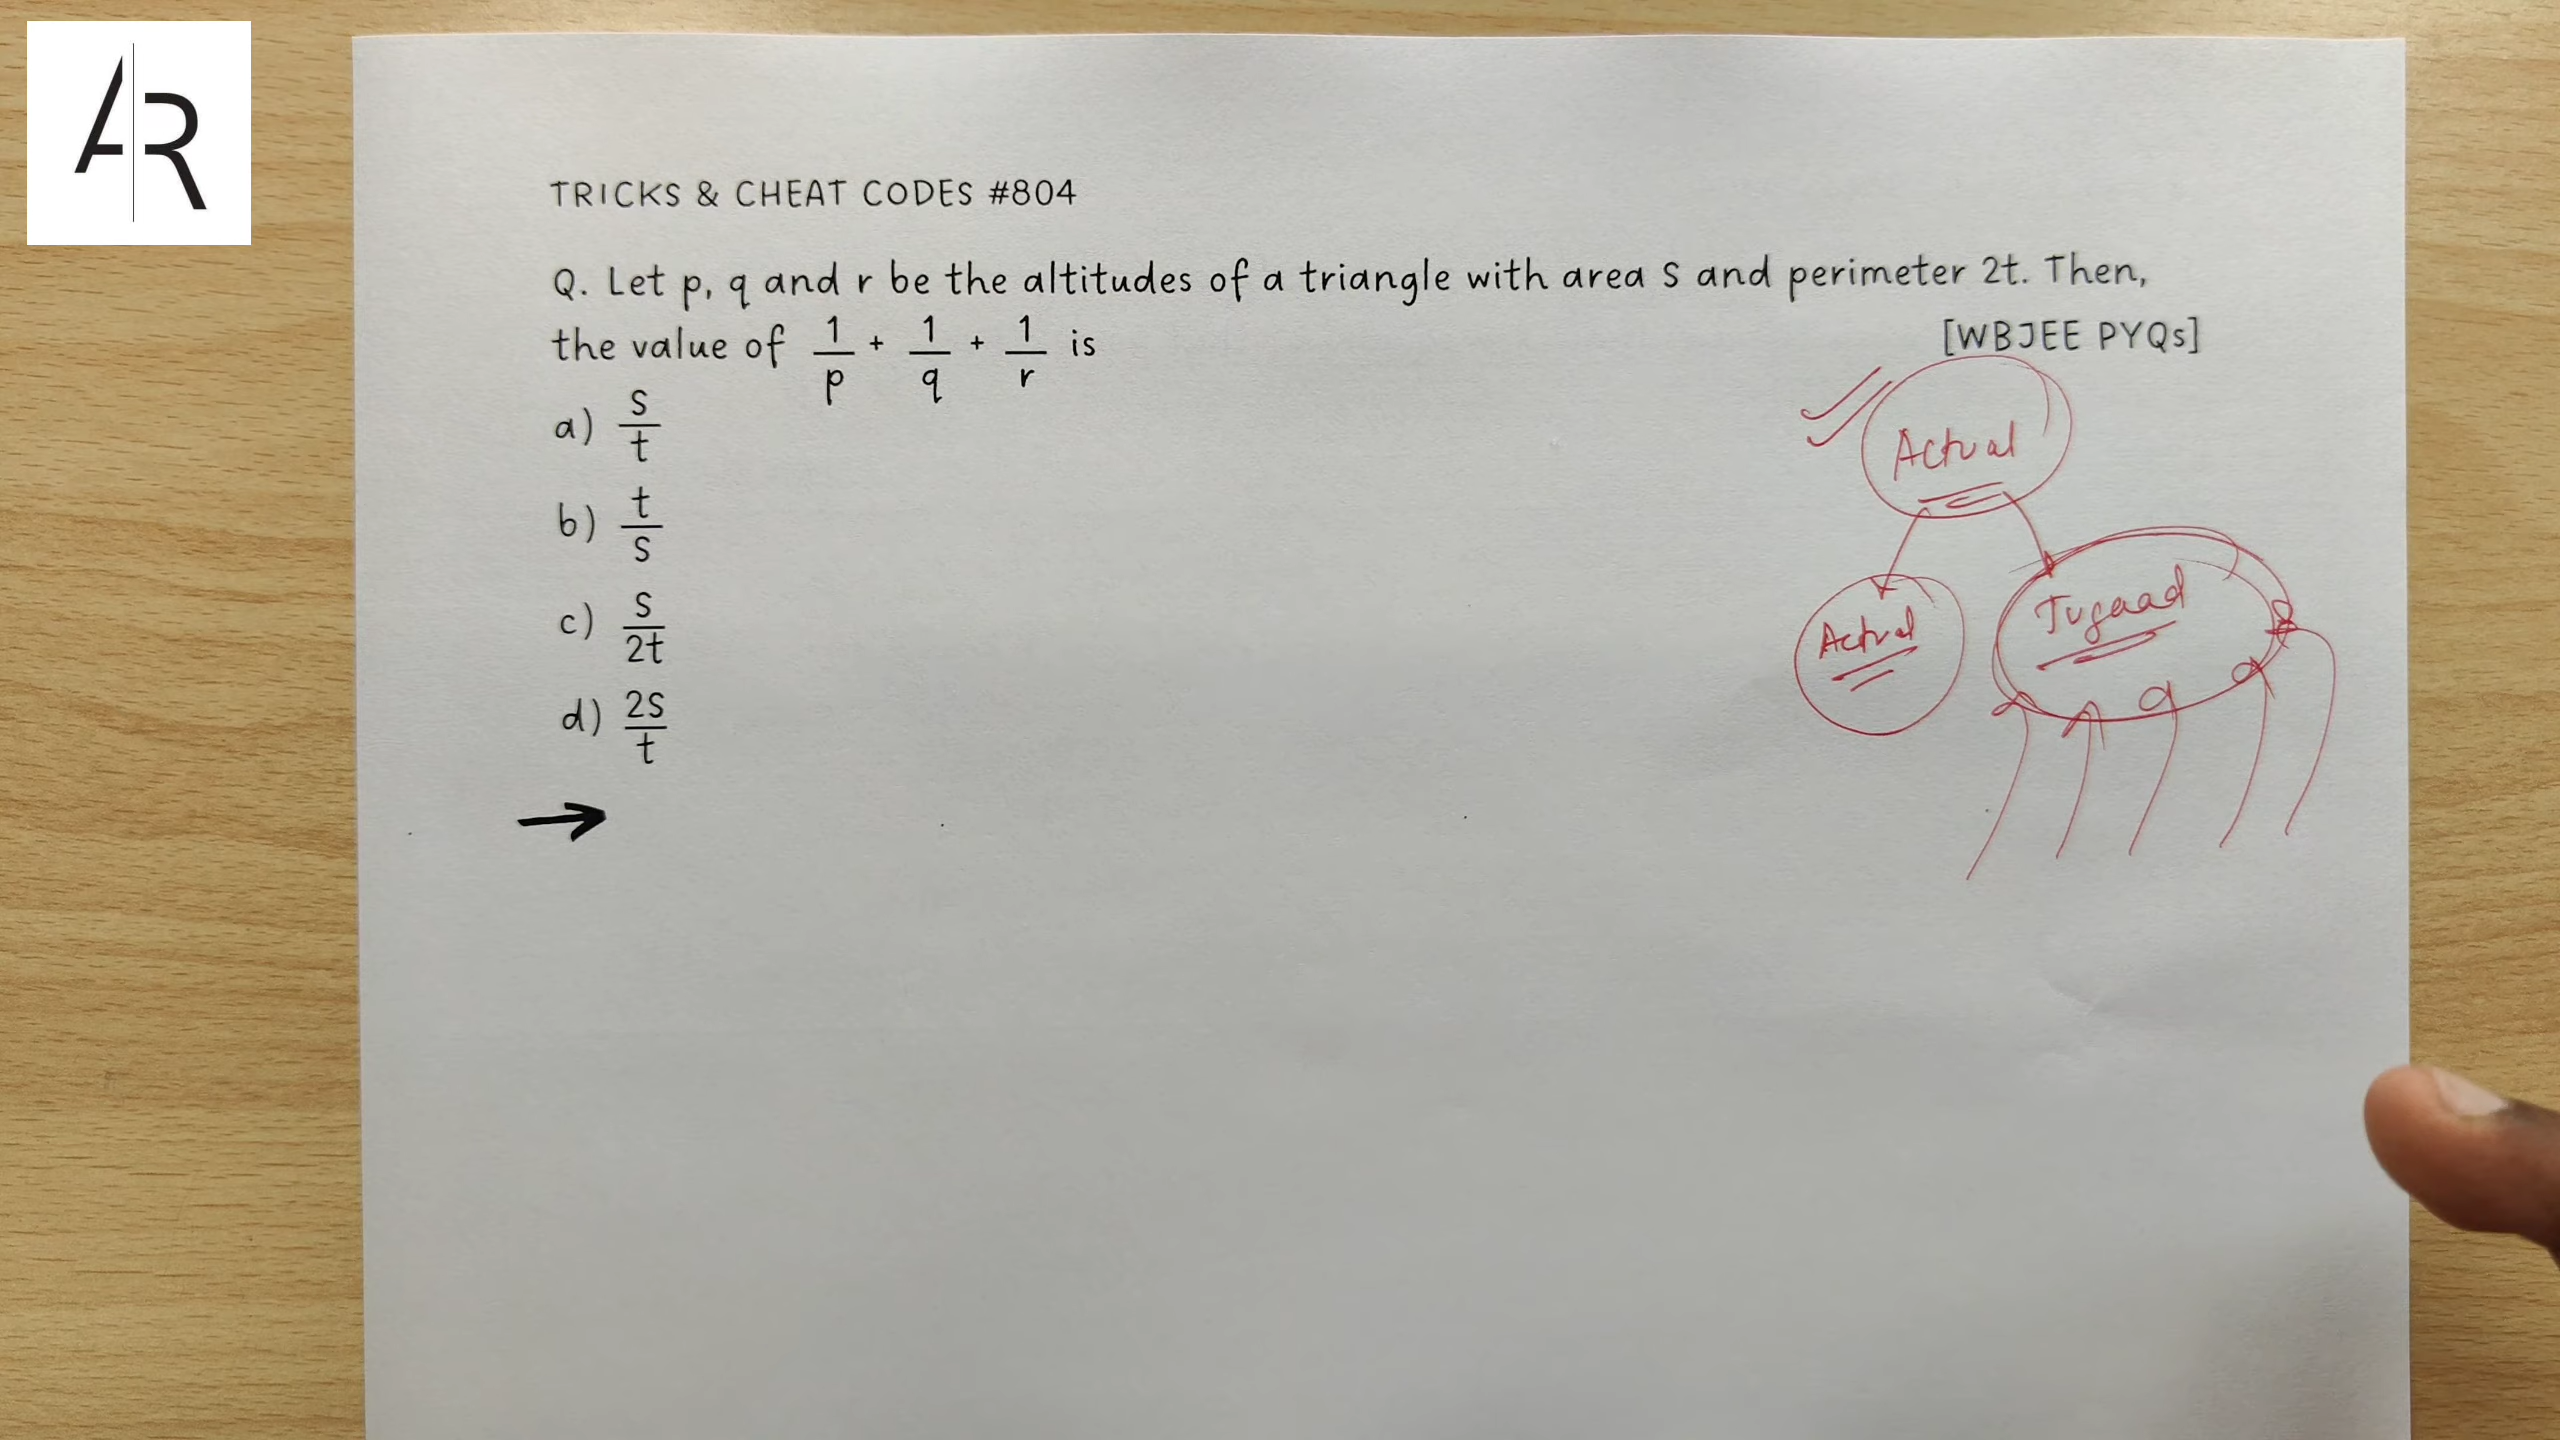 AR
TRICKS & CHEAT CODES #804
Q. Let p, q and r be the altitudes of a triangle with area S and perimeter 2t. Then,
the value of 1/p + 1/q + 1/r is
[WBJEE PYQs]
a) S/t
b) t/S
c) S/2t
d) 2S/t
Actual
Actual
Jugaad